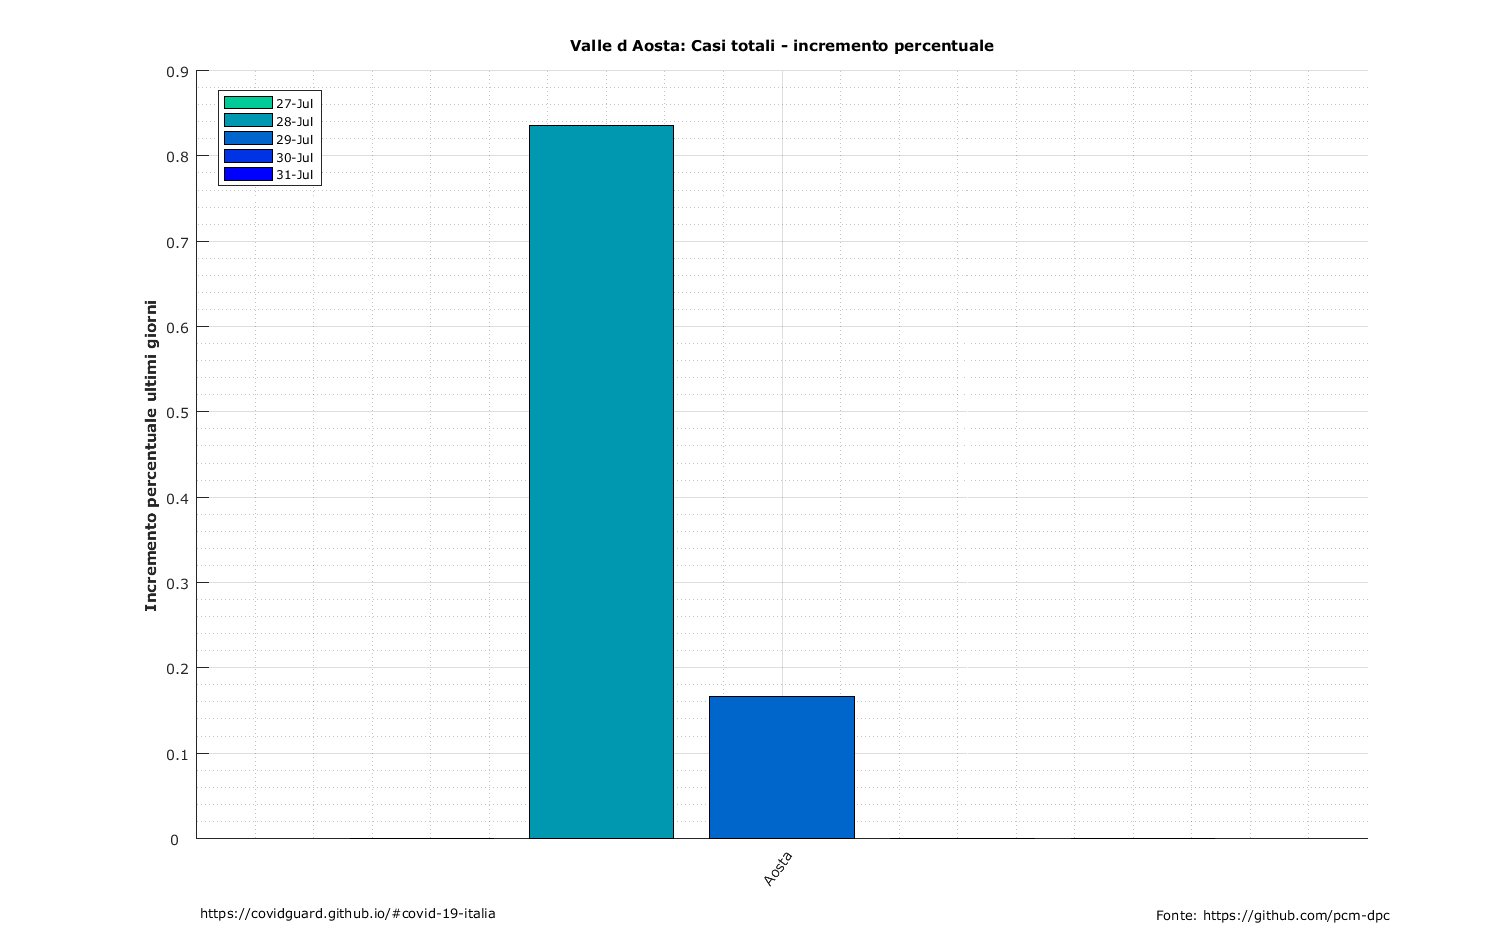 Valle d Aosta: Casi totali - incremento percentuale
0.9
0.8
0.7
0.6
0.5
0.4
0.3
0.2
0.1
0
Incremento percentuale ultimi giorni
27-Jul
28-Jul
29-Jul
30-Jul
31-Jul
Aosta
https://covidguard.github.io/#covid-19-italia
Fonte: https://github.com/pcm-dpc